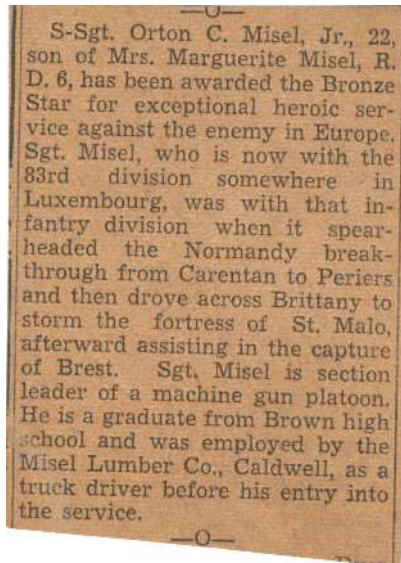 —O—
S-Sgt. Orton C. Misel, Jr., 22,
son of Mrs. Marguerite Misel, R.
D. 6, has been awarded the Bronze
Star for exceptional heroic ser-
vice against the enemy in Europe.
Sgt. Misel, who is now with the
83rd division somewhere in
Luxembourg, was with that in-
fantry division when it spear-
headed the Normandy break-
through from Carentan to Periers
and then drove across Brittany to
storm the fortress of St. Malo,
afterward assisting in the capture
of Brest. Sgt. Misel is section
leader of a machine gun platoon.
He is a graduate from Brown high
school and was employed by the
Misel Lumber Co., Caldwell, as a
truck driver before his entry into
the service.
—O—